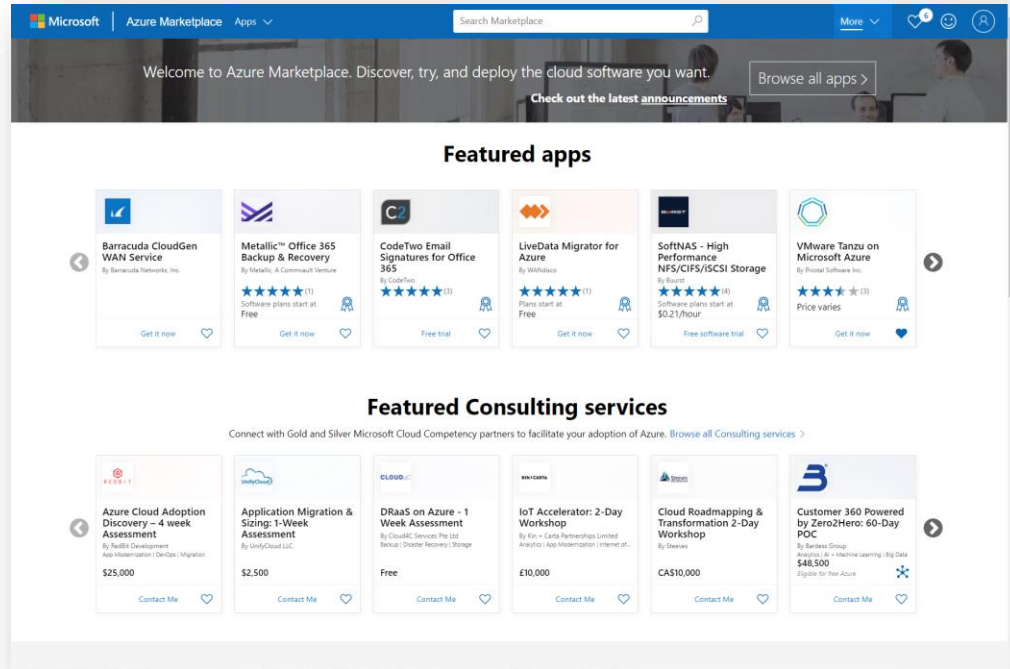 Microsoft Azure Marketplace Apps Search Marketplace More 6
Welcome to Azure Marketplace. Discover, try, and deploy the cloud software you want.
Browse all apps >
Check out the latest announcements
Featured apps
Barracuda CloudGen
WAN Service
By Barracuda Networks, Inc.
Get it now
Metallic™ Office 365
Backup & Recovery
By Metallic, A Commvault Venture
(1)
Software plans start at
Free
Get it now
C2
CodeTwo Email
Signatures for Office
365
By CodeTwo
(3)
Free trial
LiveData Migrator for
Azure
By WANdisco
(1)
Plans start at
Free
Get it now
BUURST
SoftNAS - High
Performance
NFS/CIFS/iSCSI Storage
By Buurst
(4)
Software plans start at
$0.21/hour
Free software trial
VMware Tanzu on
Microsoft Azure
By Pivotal Software Inc.
(3)
Price varies
Get it now
Featured Consulting services
Connect with Gold and Silver Microsoft Cloud Competency partners to facilitate your adoption of Azure. Browse all Consulting services >
REDBIT
Azure Cloud Adoption
Discovery – 4 week
Assessment
By RedBit Development
App Modernization | DevOps | Migration
$25,000
Contact Me
UnifyCloud
Application Migration &
Sizing: 1-Week
Assessment
By UnifyCloud LLC
$2,500
Contact Me
CLOUD4C
DRaaS on Azure - 1
Week Assessment
By Cloud4C Services Pte Ltd
Backup | Disaster Recovery | Storage
Free
Contact Me
KIN+CARTA
IoT Accelerator: 2-Day
Workshop
By Kin + Carta Partnerships Limited
Analytics | App Modernization | Internet of...
£10,000
Contact Me
Steeves
Cloud Roadmapping &
Transformation 2-Day
Workshop
By Steeves
CA$10,000
Contact Me
Customer 360 Powered
by Zero2Hero: 60-Day
POC
By Bardess Group
Analytics | AI + Machine Learning | Big Data
$48,500
Eligible for free Azure
Contact Me